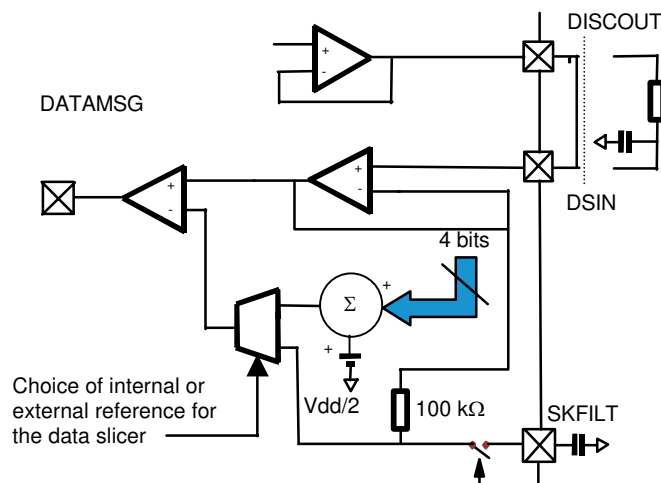 DISCOUT
+
-
DATAMSG
+
-
+
-
DSIN
4 bits
+
Σ
+
Vdd/2
Choice of internal or
external reference for
the data slicer
100 kΩ
SKFILT